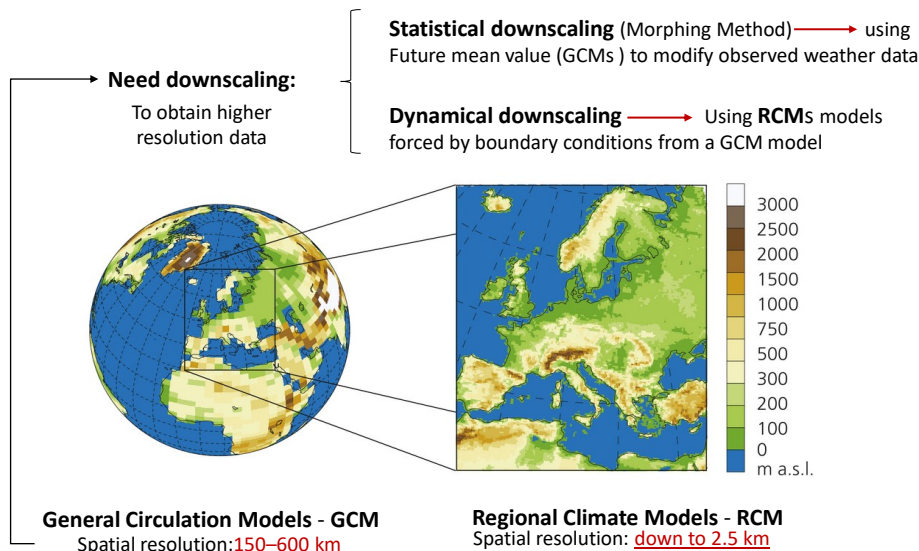 Statistical downscaling (Morphing Method) using
Future mean value (GCMs ) to modify observed weather data
Need downscaling:
To obtain higher
resolution data
Dynamical downscaling Using RCMs models
forced by boundary conditions from a GCM model
3000
2500
2000
1500
1000
750
500
300
200
100
0
m a.s.l.
General Circulation Models - GCM
Spatial resolution:150–600 km
Regional Climate Models - RCM
Spatial resolution: down to 2.5 km